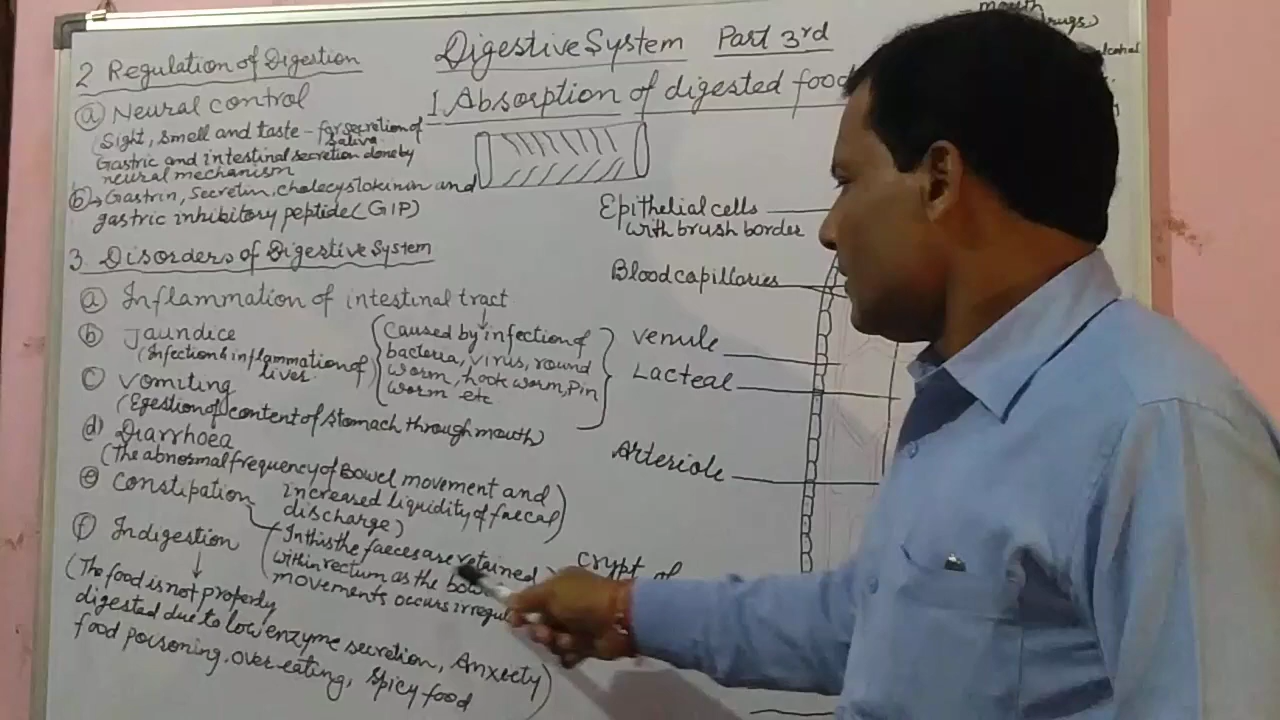 Digestive System Part 3rd
1. Absorption of digested food
2 Regulation of Digestion
(a) Neural control
(Sight, smell and taste - for secretion of
saliva.
Gastric and intestinal secretion done by
neural mechanism
(b) → Gastrin, Secretin, cholecystokinin and
gastric inhibitory peptide (GIP)
3. Disorders of Digestive System
(a) Inflammation of intestinal tract
(Caused by infection of
bacteria, virus, round
worm, hook worm, Pin
worm etc)
(b) Jaundice
(Infection & inflammation of
liver.
(c) Vomiting
(Egestion of content of stomach through mouth)
(d) Diarrhoea
(The abnormal frequency of Bowel movement and
increased liquidity of faecal
discharge)
(e) Constipation
(In this the faeces are retained
within rectum as the
movements occurs
(f) Indigestion
(The food is not properly
digested due to low enzyme secretion, Anxiety
food poisoning, over eating, spicy food)
Epithelial cells
with brush border
Blood capillaries
Venule
Lacteal
Arteriole
Crypt of
mouth
drugs)
alcohol